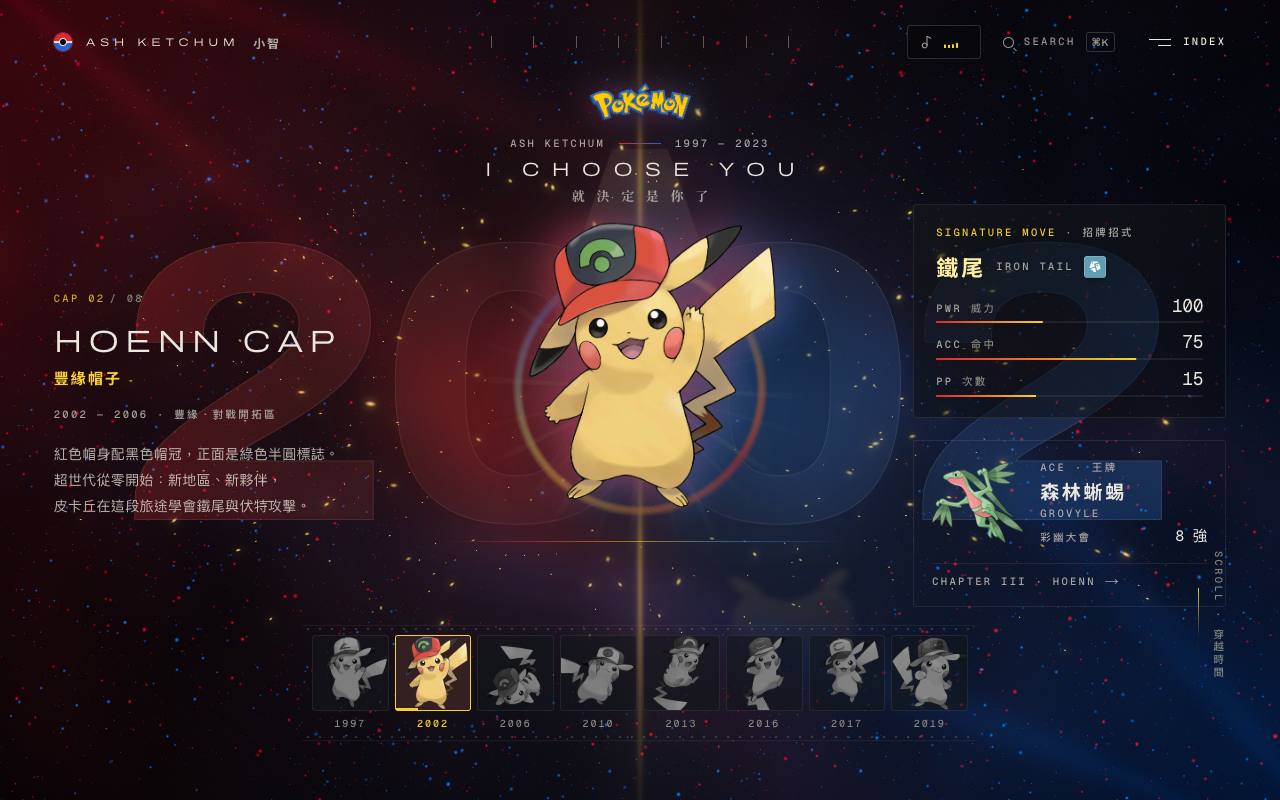 ASH KETCHUM 小智
SEARCH ⌘K
INDEX
POKéMON
ASH KETCHUM 1997 — 2023
I CHOOSE YOU
就決定是你了
2002
CAP 02 / 08
HOENN CAP
豐緣帽子
2002 — 2006 · 豐緣·對戰開拓區
紅色帽身配黑色帽冠，正面是綠色半圓標誌。
超世代從零開始：新地區、新夥伴，
皮卡丘在這段旅途學會鐵尾與伏特攻擊。
SIGNATURE MOVE · 招牌招式
鐵尾 IRON TAIL
PWR 威力 100
ACC 命中 75
PP 次數 15
ACE · 王牌
森林蜥蜴
GROVYLE
彩幽大會 8 強
CHAPTER III · HOENN →
SCROLL
穿越時間
1997
2002
2006
2010
2013
2016
2017
2019